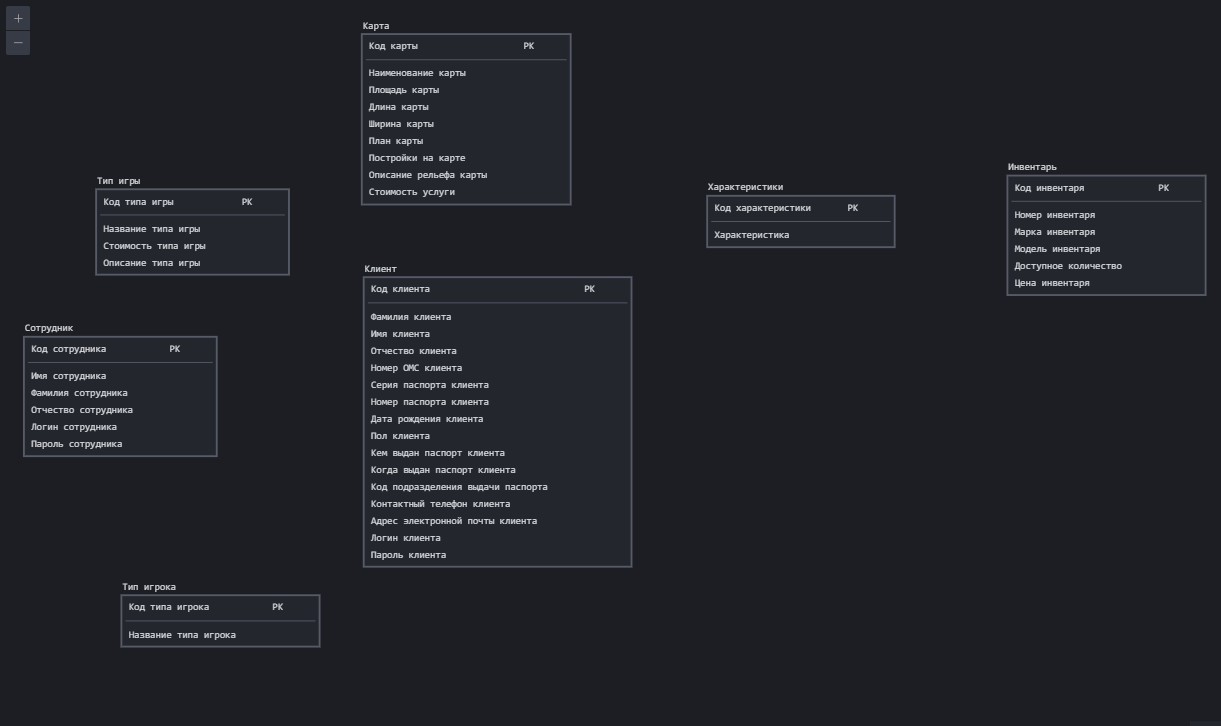 +
−
Карта
Код карты PK
Наименование карты
Площадь карты
Длина карты
Ширина карты
План карты
Постройки на карте
Описание рельефа карты
Стоимость услуги
Тип игры
Код типа игры PK
Название типа игры
Стоимость типа игры
Описание типа игры
Характеристики
Код характеристики PK
Характеристика
Инвентарь
Код инвентаря PK
Номер инвентаря
Марка инвентаря
Модель инвентаря
Доступное количество
Цена инвентаря
Сотрудник
Код сотрудника PK
Имя сотрудника
Фамилия сотрудника
Отчество сотрудника
Логин сотрудника
Пароль сотрудника
Клиент
Код клиента PK
Фамилия клиента
Имя клиента
Отчество клиента
Номер ОМС клиента
Серия паспорта клиента
Номер паспорта клиента
Дата рождения клиента
Пол клиента
Кем выдан паспорт клиента
Когда выдан паспорт клиента
Код подразделения выдачи паспорта
Контактный телефон клиента
Адрес электронной почты клиента
Логин клиента
Пароль клиента
Тип игрока
Код типа игрока PK
Название типа игрока